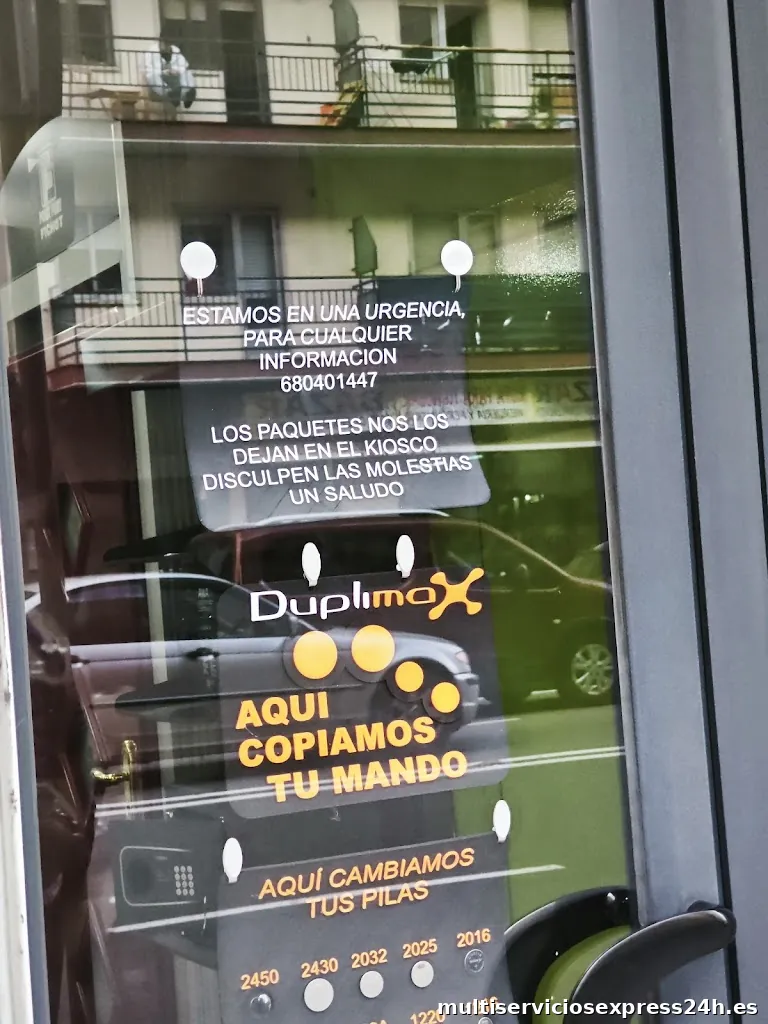 ESTAMOS EN UNA URGENCIA,
PARA CUALQUIER
INFORMACION
680401447
LOS PAQUETES NOS LOS
DEJAN EN EL KIOSCO
DISCULPEN LAS MOLESTIAS
UN SALUDO
Duplimax
AQUI
COPIAMOS
TU MANDO
AQUÍ CAMBIAMOS
TUS PILAS
2450 2430 2032 2025 2016
1220
multiserviciosexpress24h.es